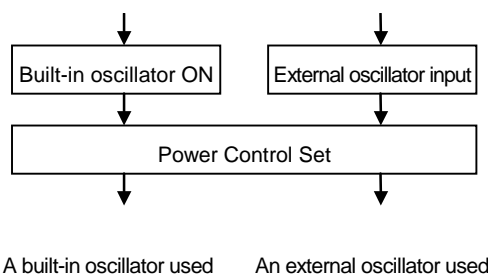 Built-in oscillator ON
External oscillator input
Power Control Set
A built-in oscillator used
An external oscillator used